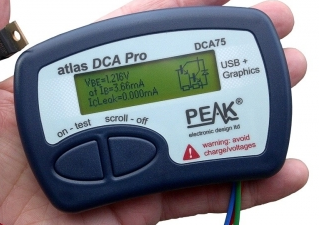 atlas DCA Pro
DCA75
VBE=1.216V
at IB=3.66mA
ICLeak=0.000mA
USB +
Graphics
on - test
scroll - off
PEAK
electronic design ltd
warning: avoid
charge/voltages